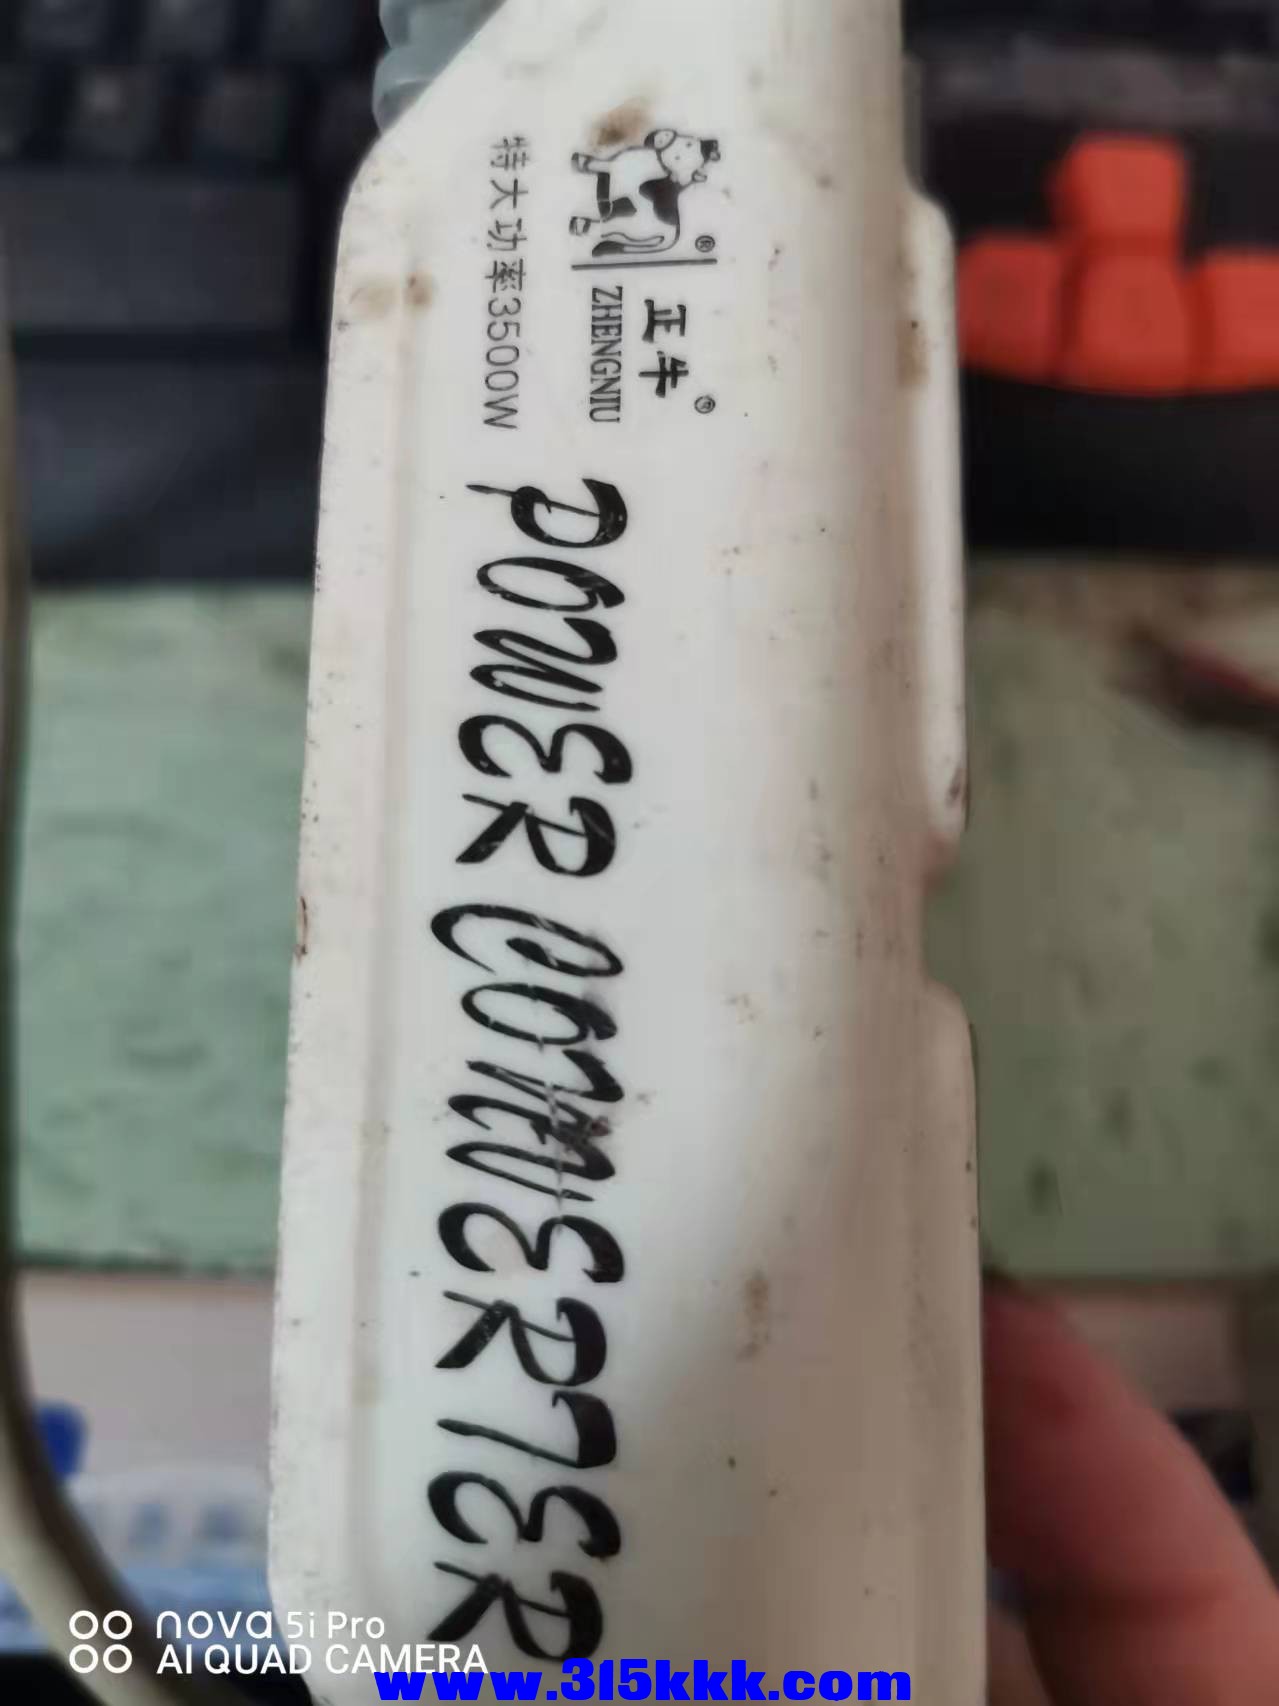 正牛®
ZHENGNIU
®
特大功率3500W
POWER CONVERTER
nova 5i Pro
AI QUAD CAMERA
www.315kkk.com